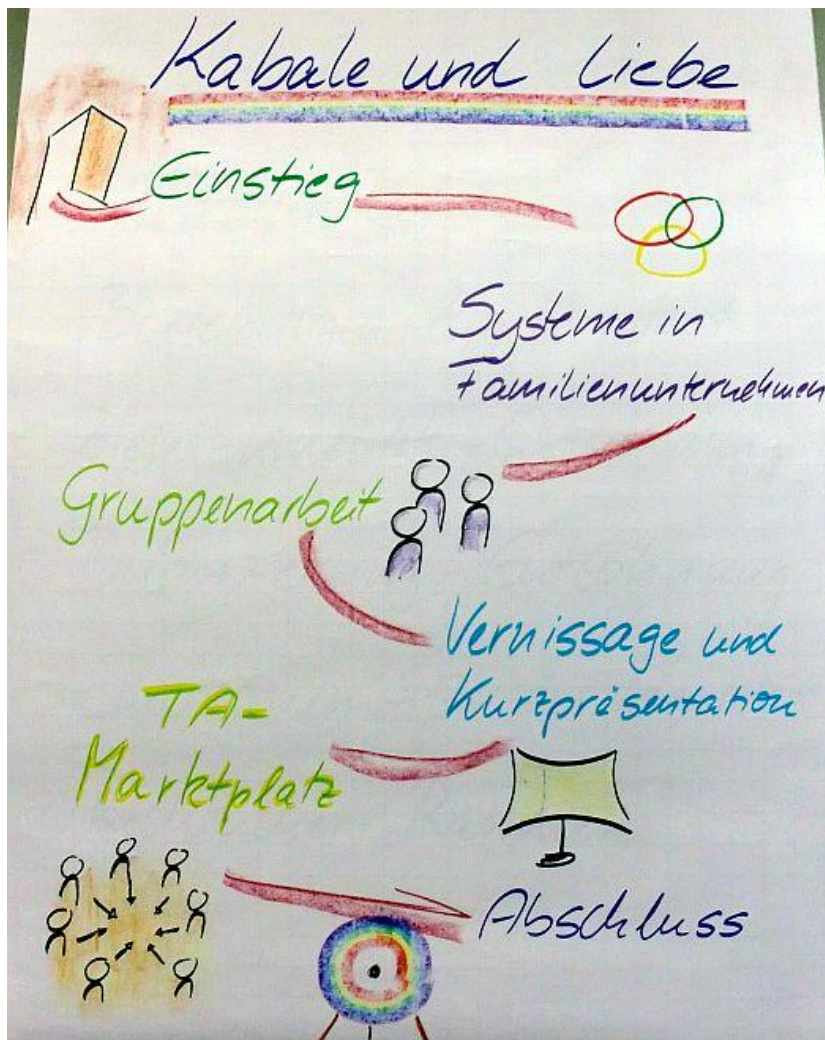 Kabale und Liebe
Einstieg
Systeme in
Familienunternehmen
Gruppenarbeit
Vernissage und
Kurzpräsentation
TA-
Marktplatz
Abschluss